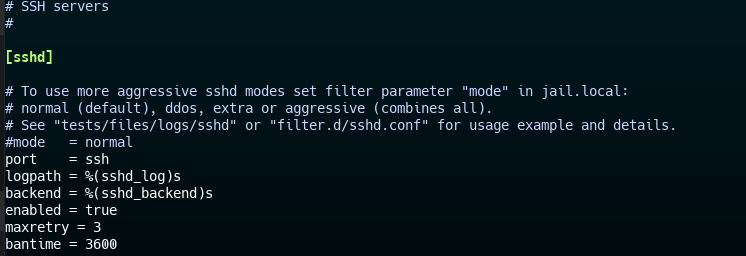 # SSH servers
#
[sshd]
# To use more aggressive sshd modes set filter parameter "mode" in jail.local:
# normal (default), ddos, extra or aggressive (combines all).
# See "tests/files/logs/sshd" or "filter.d/sshd.conf" for usage example and details.
#mode   = normal
port    = ssh
logpath = %(sshd_log)s
backend = %(sshd_backend)s
enabled = true
maxretry = 3
bantime = 3600